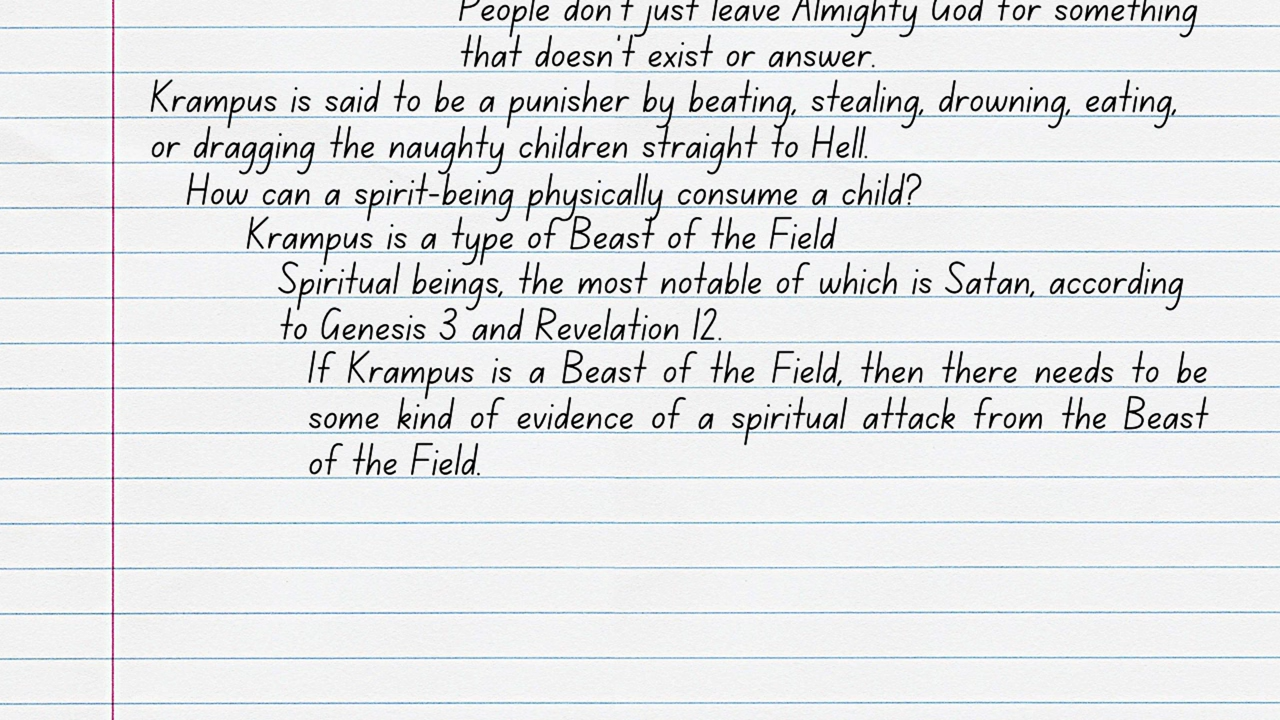 People don't just leave Almighty God for something
that doesn't exist or answer.
Krampus is said to be a punisher by beating, stealing, drowning, eating,
or dragging the naughty children straight to Hell.
How can a spirit-being physically consume a child?
Krampus is a type of Beast of the Field
Spiritual beings, the most notable of which is Satan, according
to Genesis 3 and Revelation 12.
If Krampus is a Beast of the Field, then there needs to be
some kind of evidence of a spiritual attack from the Beast
of the Field.